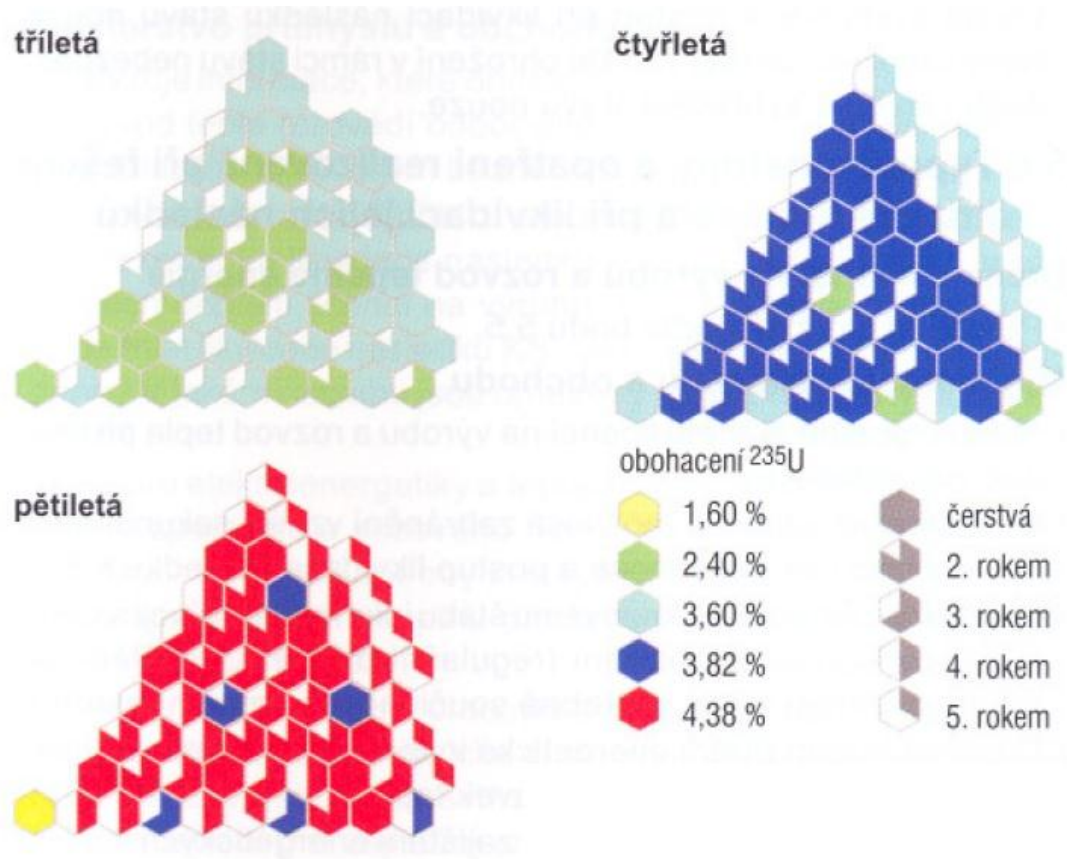 tříletá
čtyřletá
pětiletá
obohacení ²³⁵U
1,60 %
2,40 %
3,60 %
3,82 %
4,38 %
čerstvá
2. rokem
3. rokem
4. rokem
5. rokem